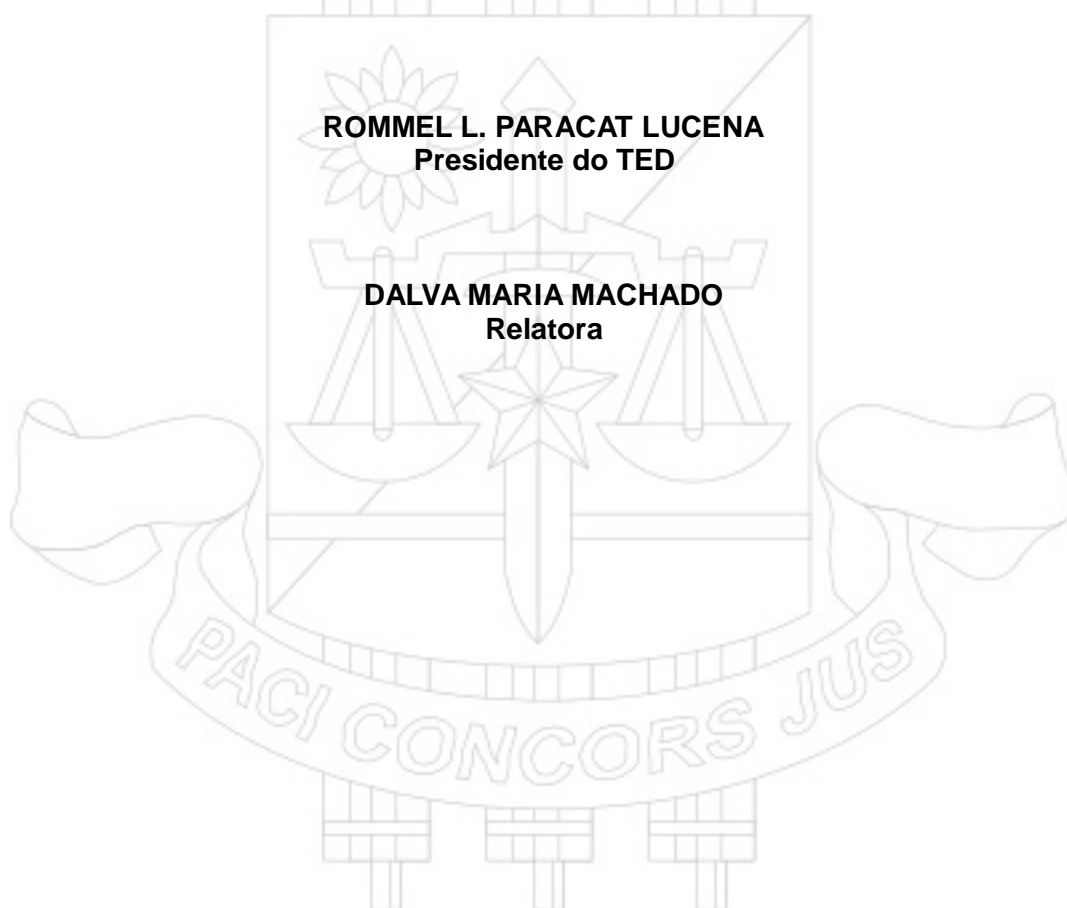 ROMMEL L. PARACAT LUCENA
Presidente do TED
DALVA MARIA MACHADO
Relatora
PACI CONCORS JUS